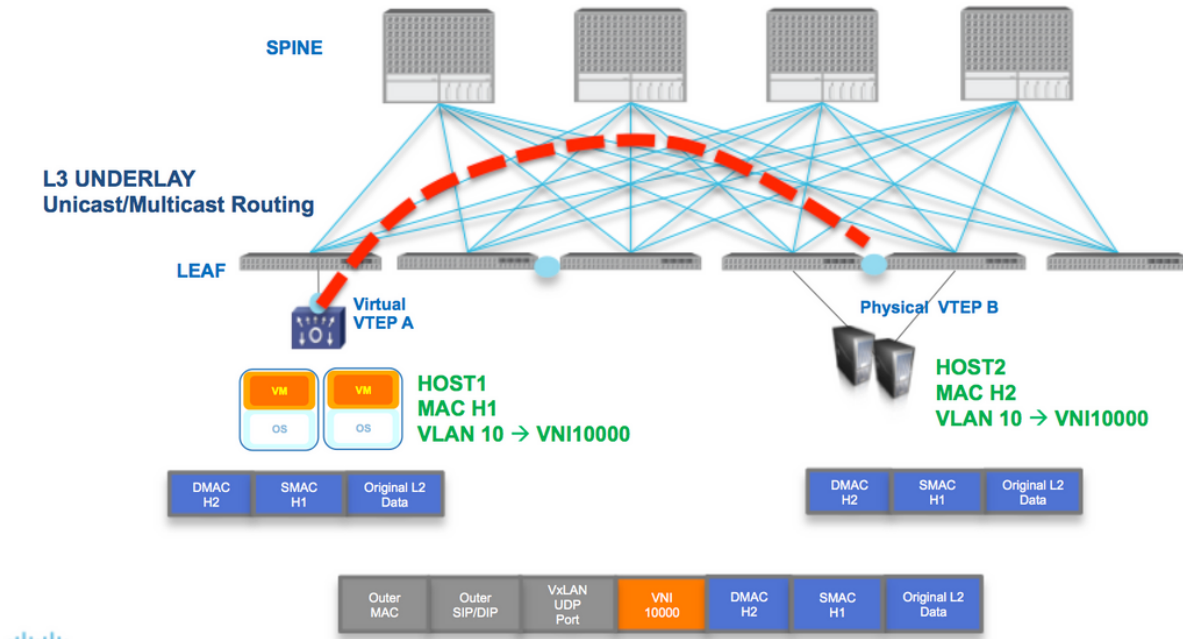 SPINE
L3 UNDERLAY
Unicast/Multicast Routing
LEAF
Virtual
VTEP A
Physical VTEP B
VM
VM
OS
OS
HOST1
MAC H1
VLAN 10 → VNI10000
HOST2
MAC H2
VLAN 10 → VNI10000
DMAC
H2
SMAC
H1
Original L2
Data
DMAC
H2
SMAC
H1
Original L2
Data
Outer
MAC
Outer
SIP/DIP
VxLAN
UDP
Port
VNI
10000
DMAC
H2
SMAC
H1
Original L2
Data